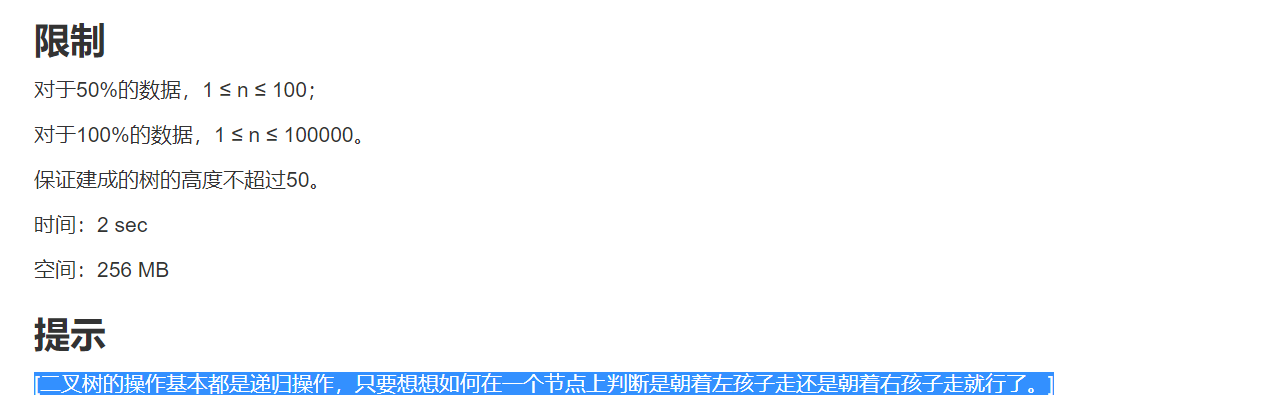 限制
对于50%的数据，1 ≤ n ≤ 100；
对于100%的数据，1 ≤ n ≤ 100000。
保证建成的树的高度不超过50。
时间：2 sec
空间：256 MB
提示
[二叉树的操作基本都是递归操作，只要想想如何在一个节点上判断是朝着左孩子走还是朝着右孩子走就行了。]